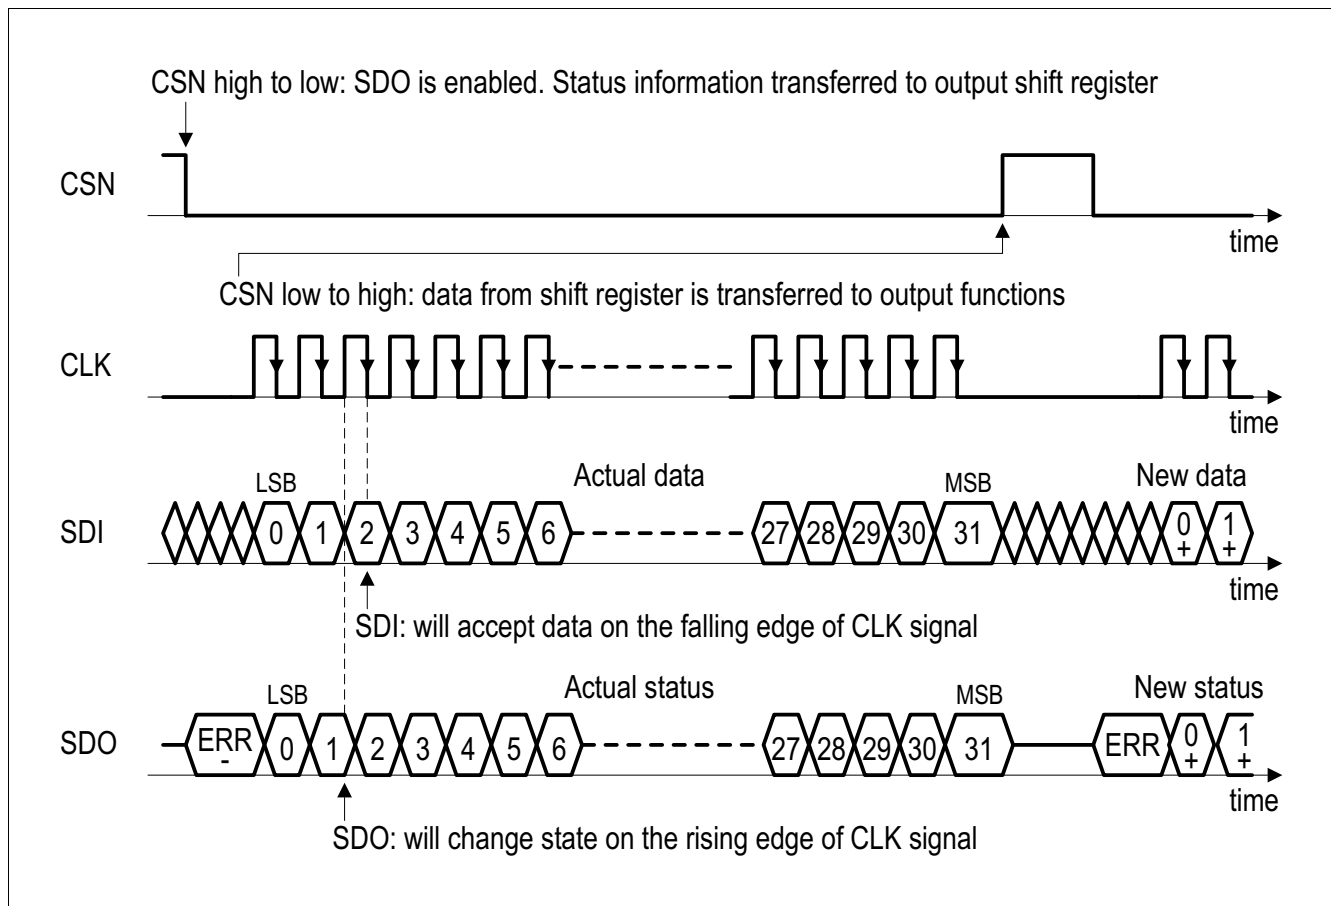 CSN high to low: SDO is enabled. Status information transferred to output shift register
CSN
time
CSN low to high: data from shift register is transferred to output functions
CLK
time
Actual data
New data
LSB
MSB
SDI
0 1 2 3 4 5 6 27 28 29 30 31 0+ 1+
time
SDI: will accept data on the falling edge of CLK signal
Actual status
New status
LSB
MSB
SDO
ERR- 0 1 2 3 4 5 6 27 28 29 30 31 ERR 0+ 1+
time
SDO: will change state on the rising edge of CLK signal